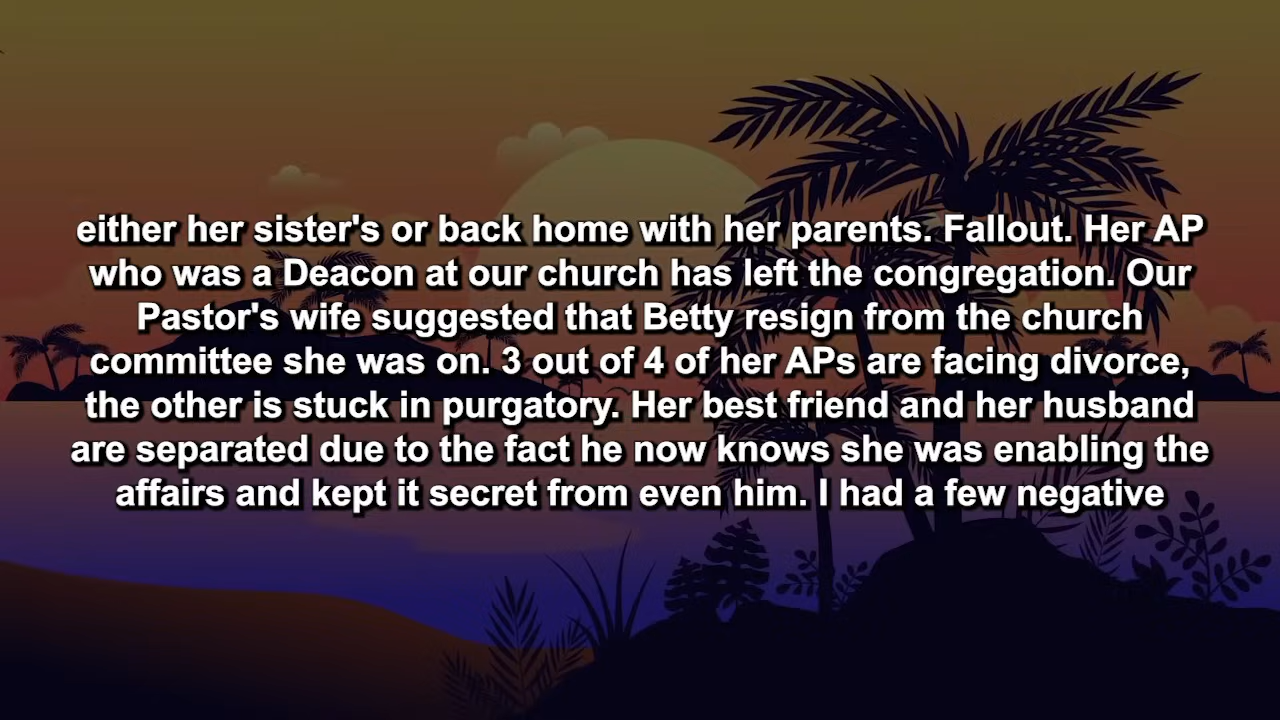 either her sister's or back home with her parents. Fallout. Her AP
who was a Deacon at our church has left the congregation. Our
Pastor's wife suggested that Betty resign from the church
committee she was on. 3 out of 4 of her APs are facing divorce,
the other is stuck in purgatory. Her best friend and her husband
are separated due to the fact he now knows she was enabling the
affairs and kept it secret from even him. I had a few negative